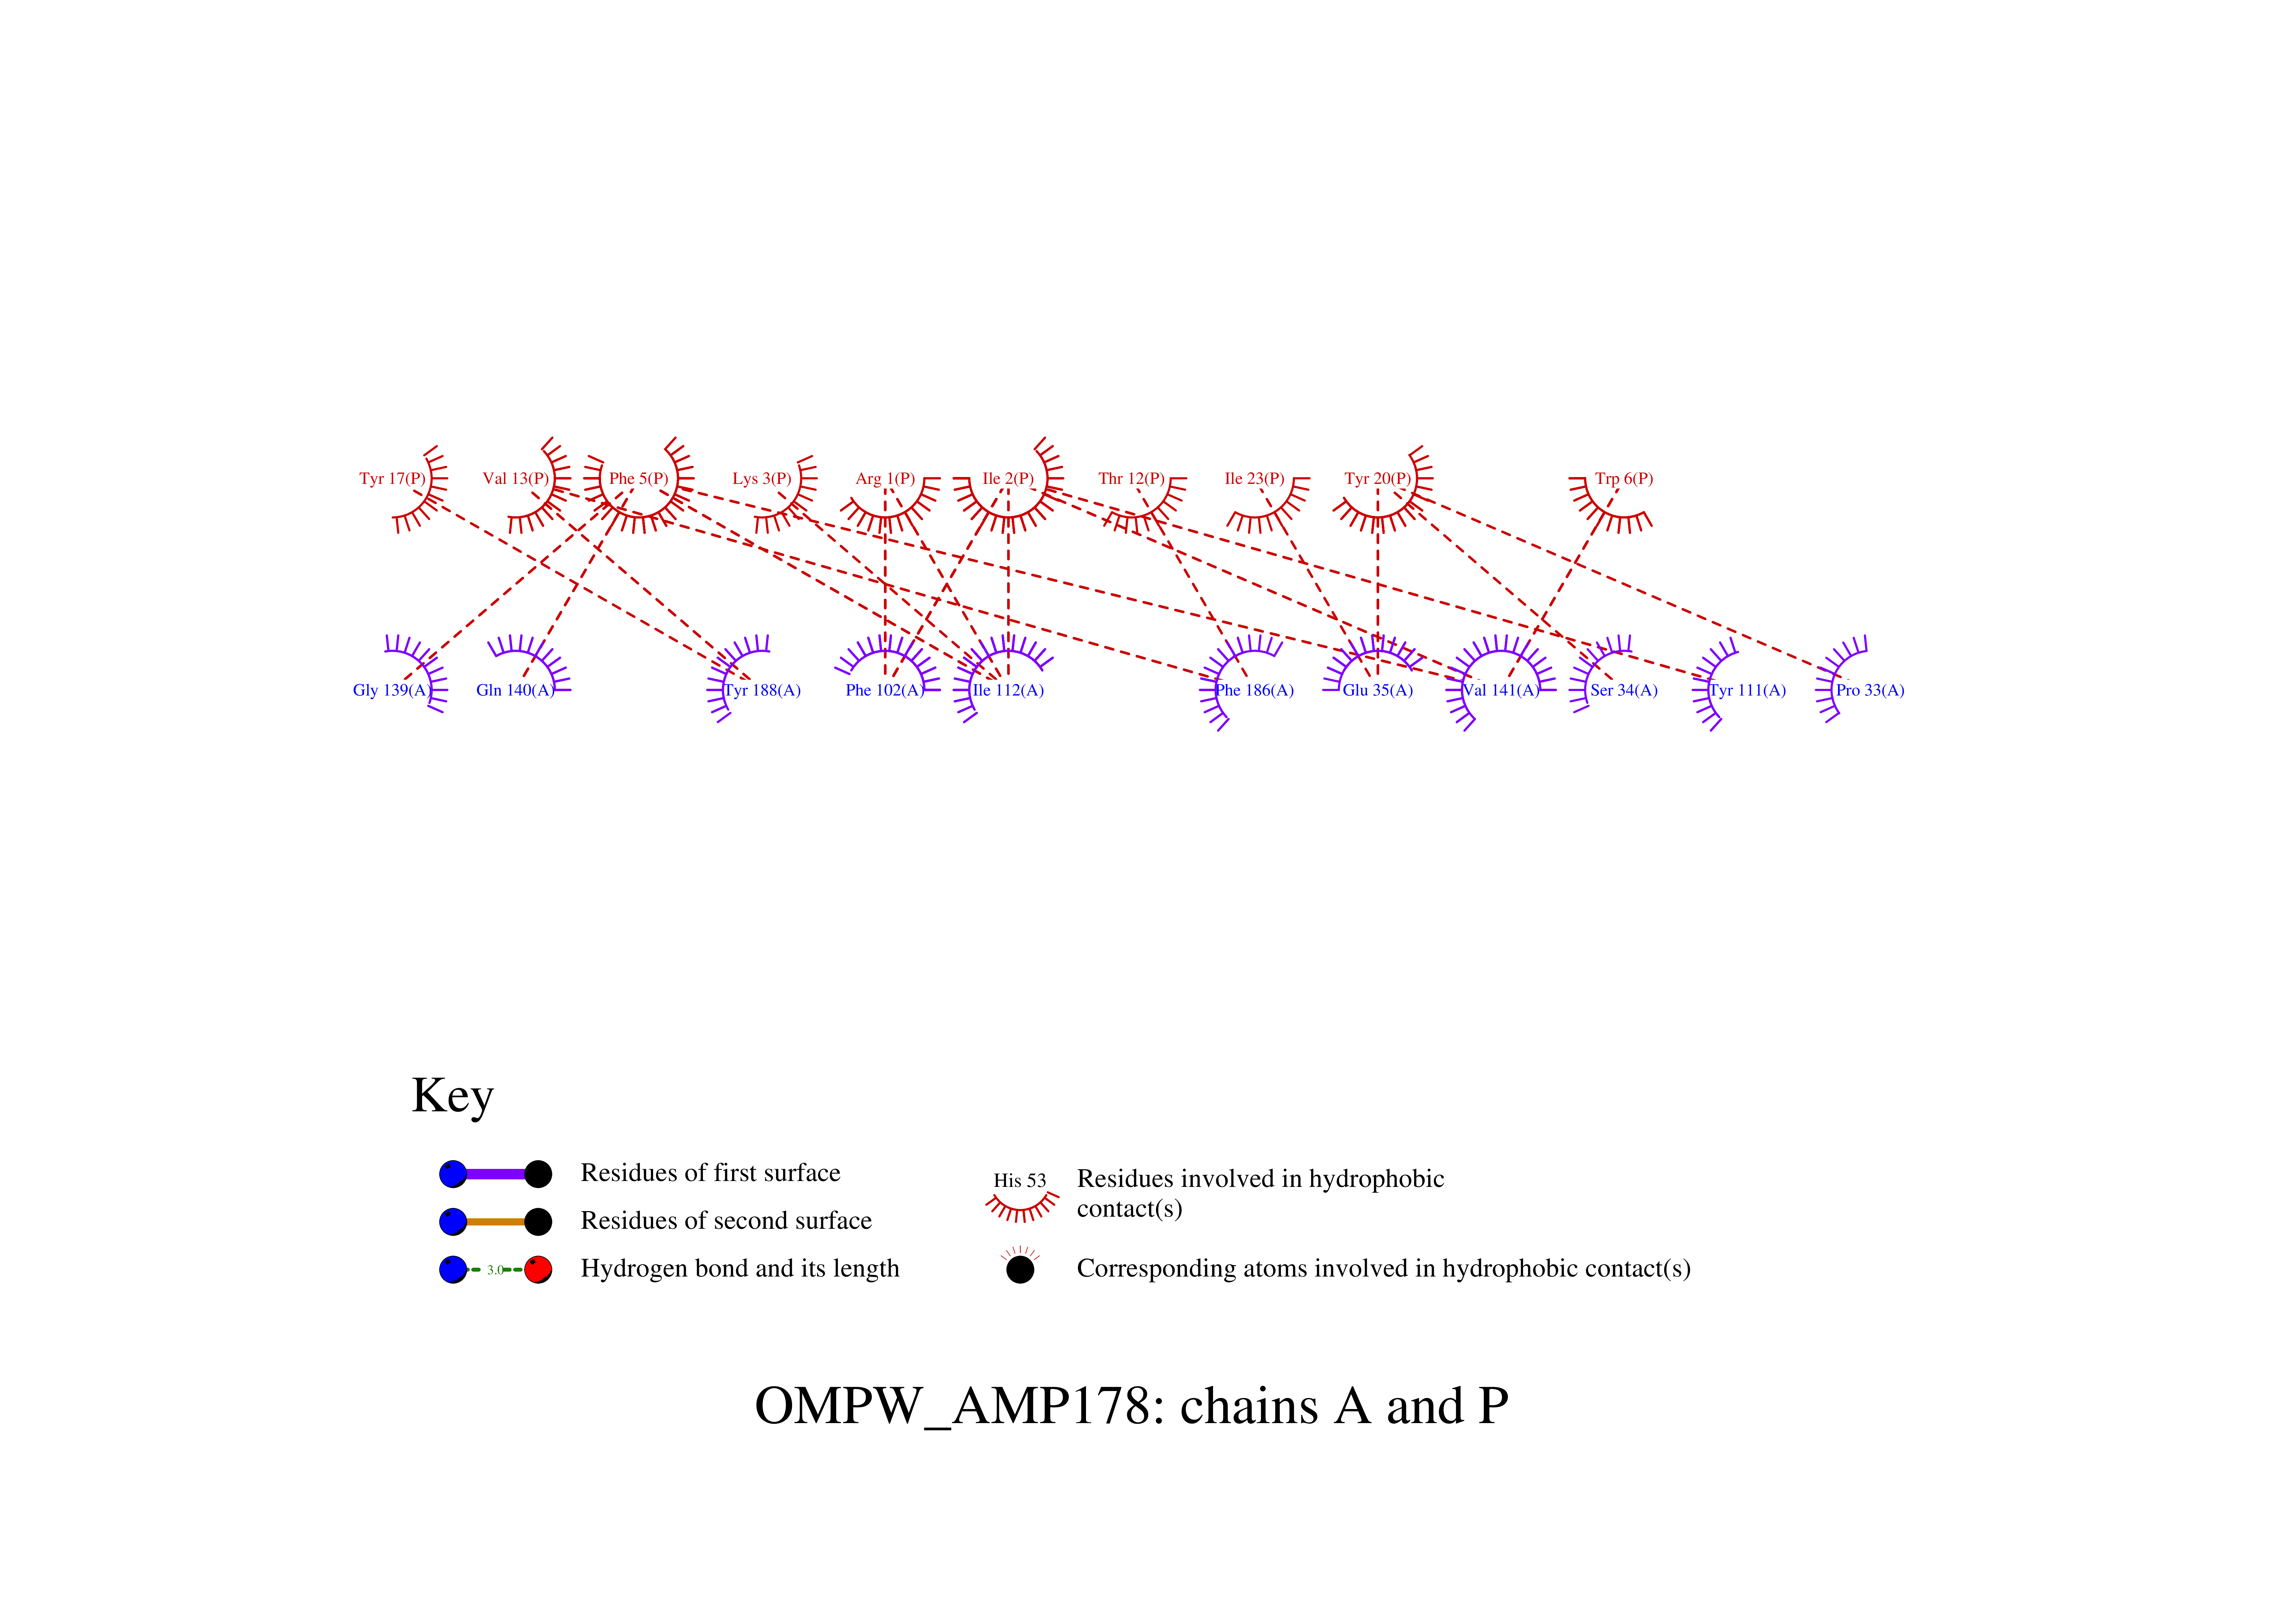 Tyr 17(P) Val 13(P) Phe 5(P) Lys 3(P) Arg 1(P) Ile 2(P) Thr 12(P) Ile 23(P) Tyr 20(P) Trp 6(P)
Gly 139(A) Gln 140(A) Tyr 188(A) Phe 102(A) Ile 112(A) Phe 186(A) Glu 35(A) Val 141(A) Ser 34(A) Tyr 111(A) Pro 33(A)
Key
Residues of first surface
Residues of second surface
3.0 Hydrogen bond and its length
His 53 Residues involved in hydrophobic
contact(s)
Corresponding atoms involved in hydrophobic contact(s)
OMPW_AMP178: chains A and P